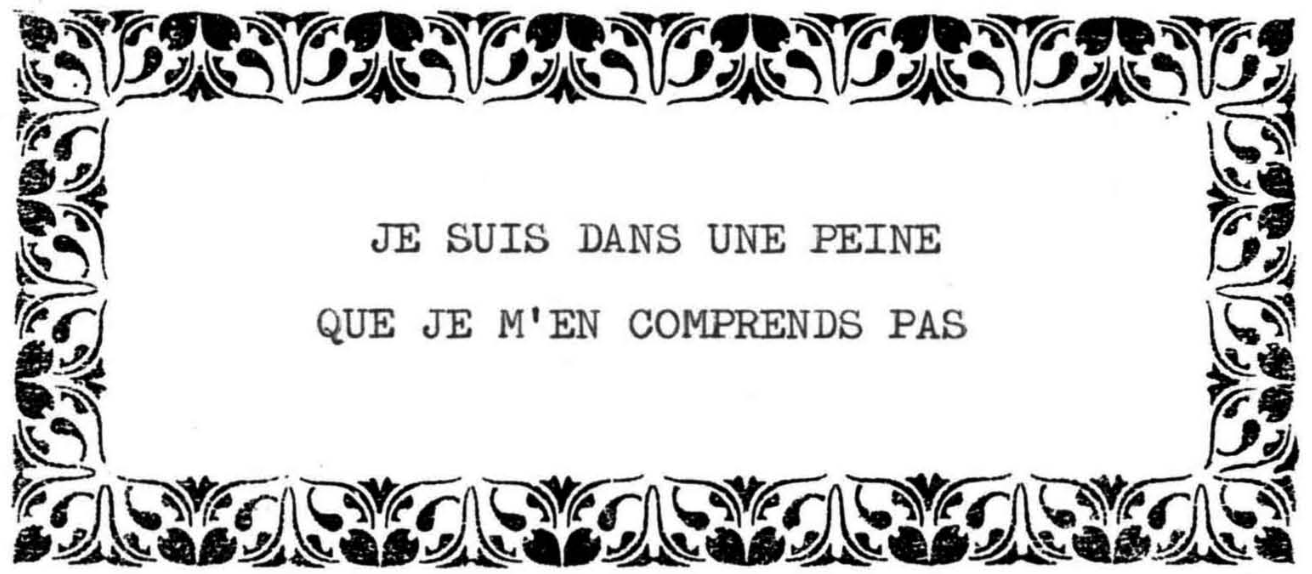 JE SUIS DANS UNE PEINE
QUE JE M'EN COMPRENDS PAS